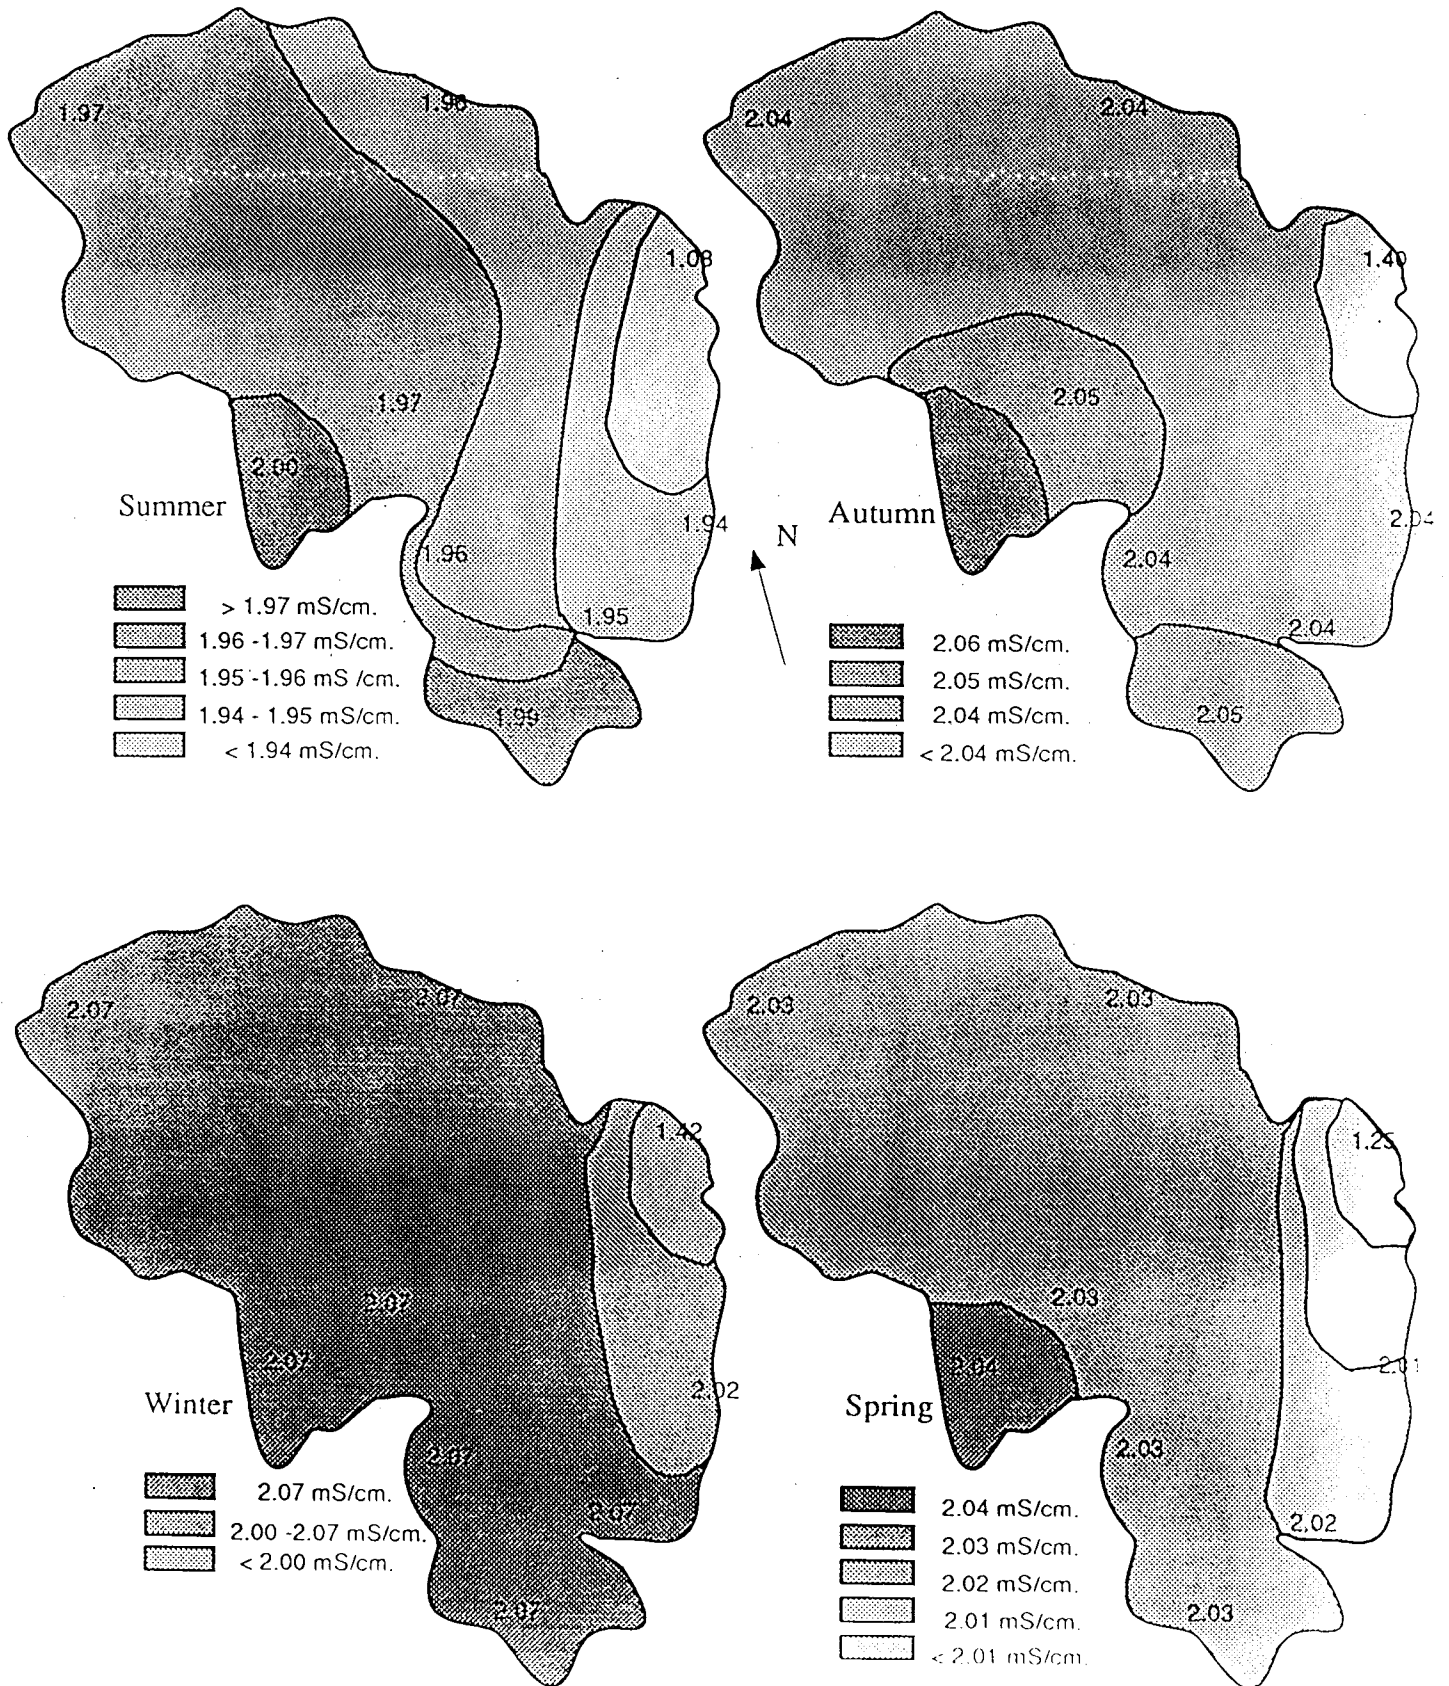 1.97
1.96
1.08
1.97
2.00
Summer
1.94
1.96
1.95
1.99
> 1.97 mS/cm.
1.96 -1.97 mS/cm.
1.95 -1.96 mS /cm.
1.94 - 1.95 mS/cm.
< 1.94 mS/cm.
N
2.04
2.04
1.40
2.05
Autumn
2.04
2.04
2.04
2.05
2.06 mS/cm.
2.05 mS/cm.
2.04 mS/cm.
< 2.04 mS/cm.
2.07
2.07
1.42
2.07
2.07
Winter
2.02
2.07
2.07
2.07
2.07 mS/cm.
2.00 -2.07 mS/cm.
< 2.00 mS/cm.
2.03
2.03
1.25
2.03
2.04
2.01
Spring
2.03
2.02
2.03
2.04 mS/cm.
2.03 mS/cm.
2.02 mS/cm.
2.01 mS/cm.
< 2.01 mS/cm.